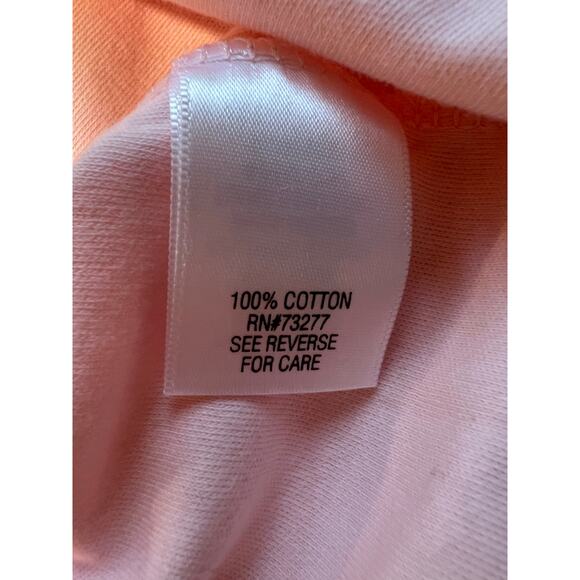 100% COTTON
RN#73277
SEE REVERSE
FOR CARE